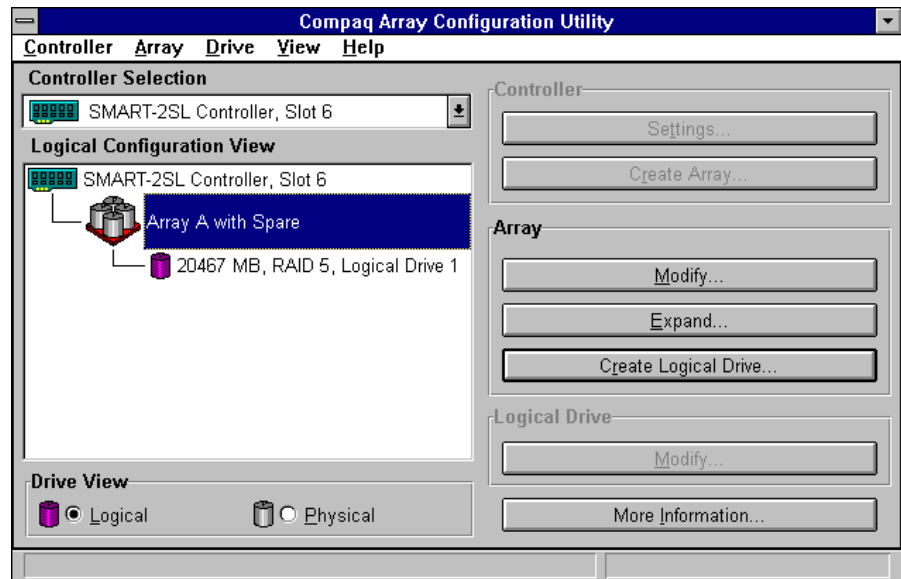 Compaq Array Configuration Utility
Controller Array Drive View Help
Controller Selection
SMART-2SL Controller, Slot 6
Logical Configuration View
SMART-2SL Controller, Slot 6
Array A with Spare
20467 MB, RAID 5, Logical Drive 1
Drive View
Logical Physical
Controller
Settings...
Create Array...
Array
Modify...
Expand...
Create Logical Drive...
Logical Drive
Modify...
More Information...